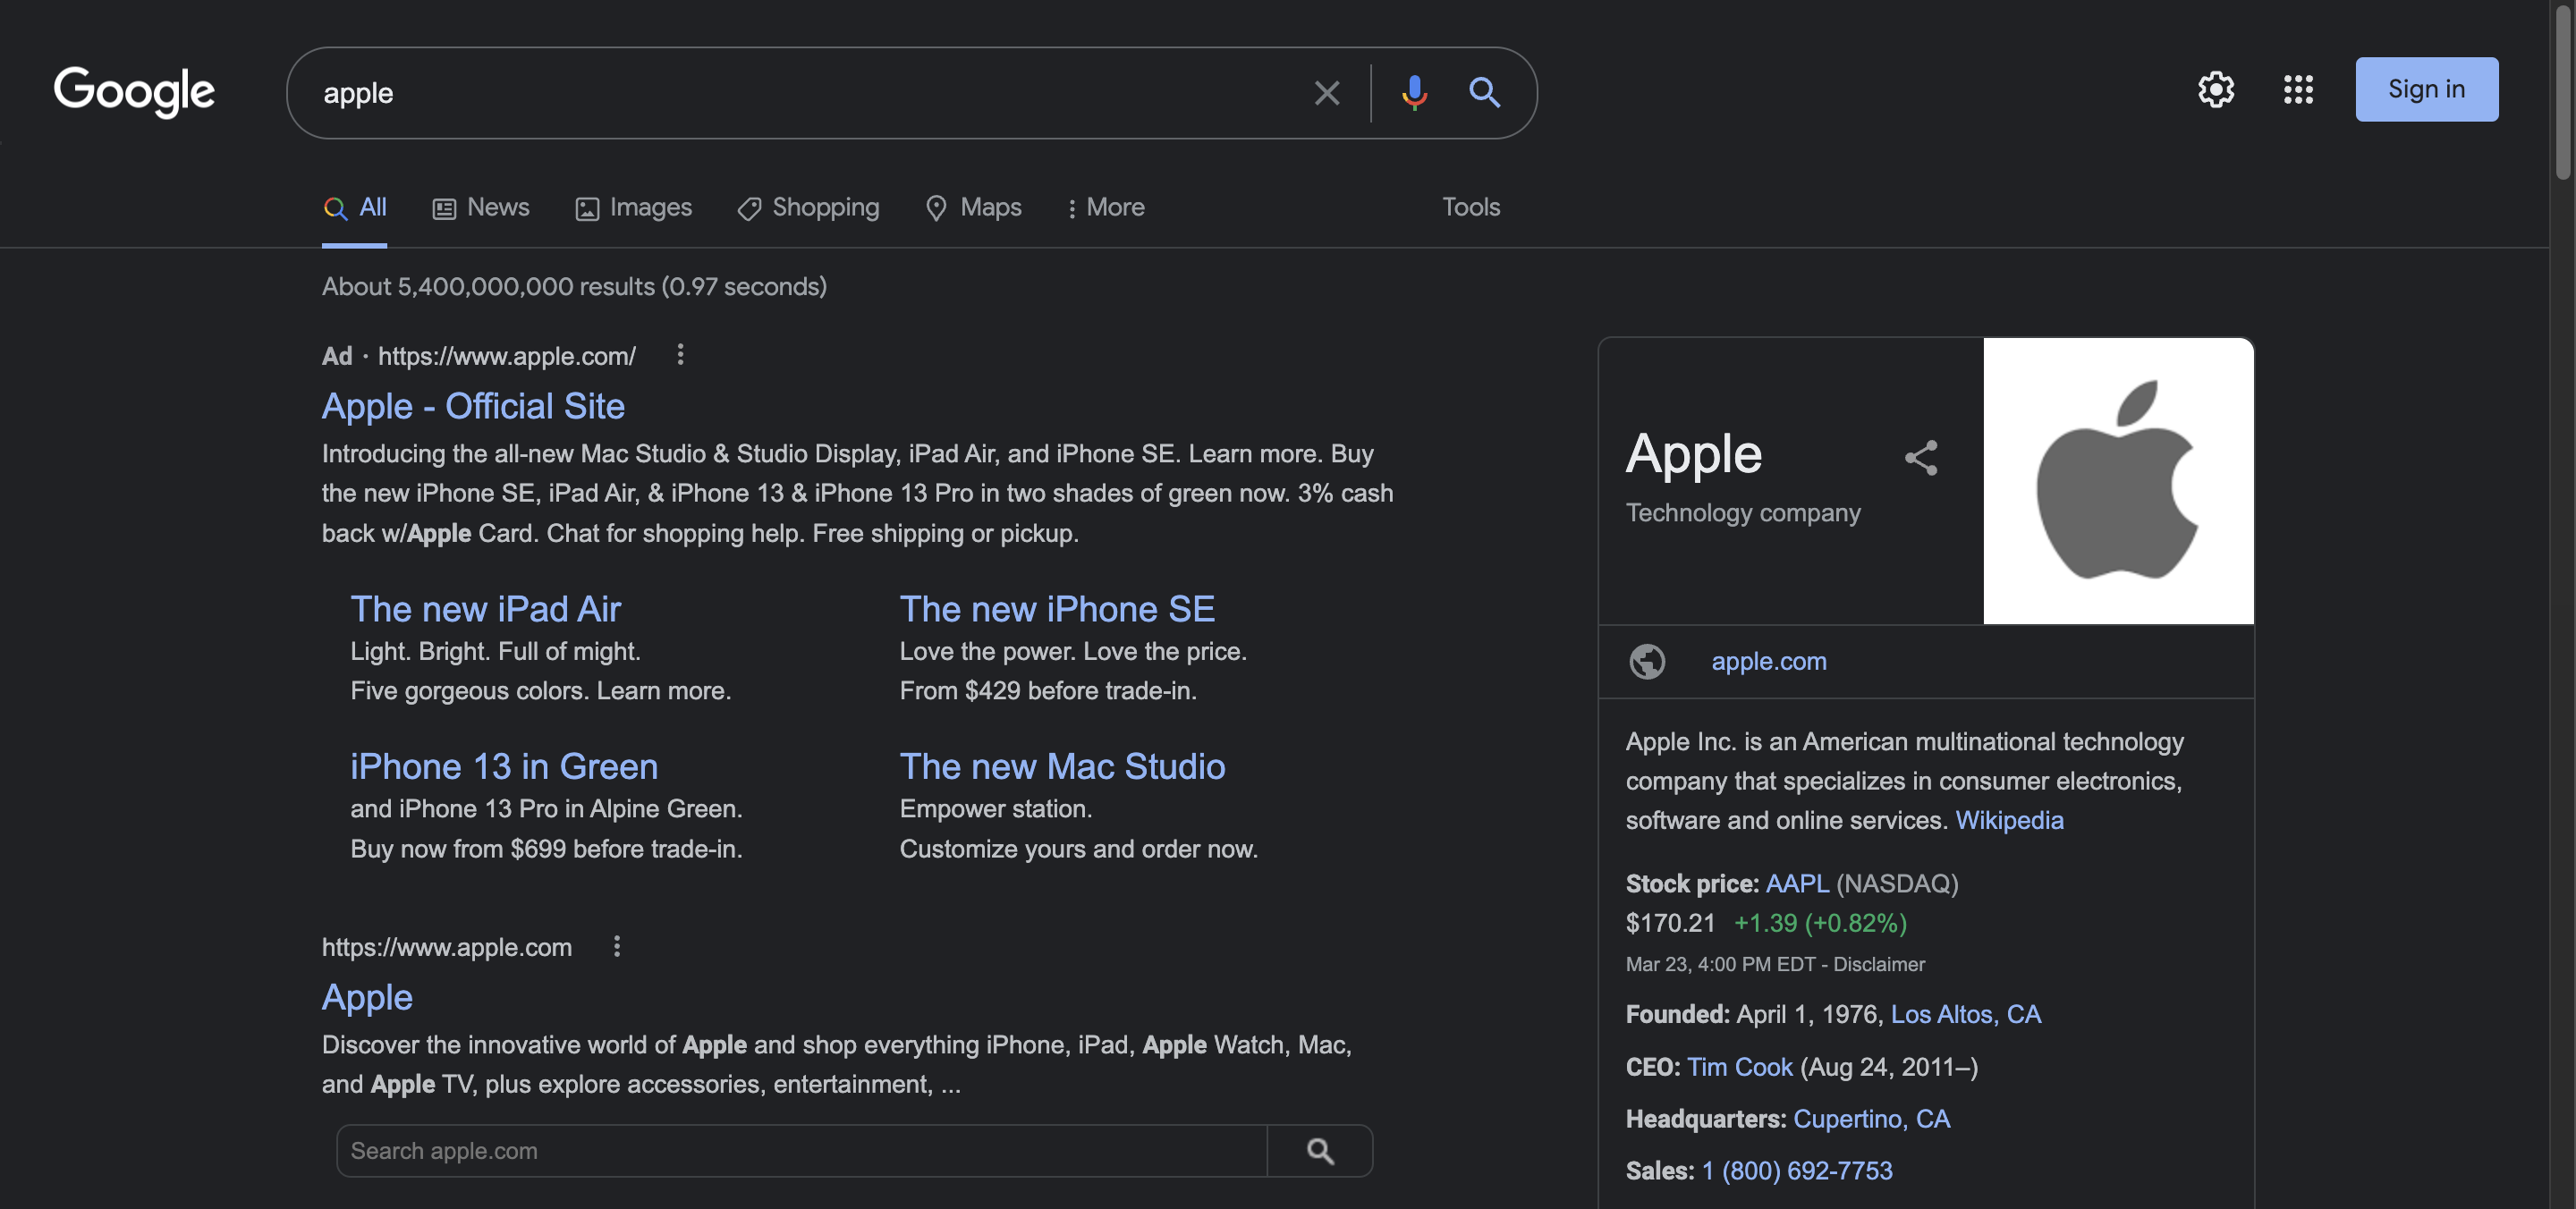 Google
apple
Sign in
All
News
Images
Shopping
Maps
More
Tools
About 5,400,000,000 results (0.97 seconds)
Ad · https://www.apple.com/
Apple - Official Site
Introducing the all-new Mac Studio & Studio Display, iPad Air, and iPhone SE. Learn more. Buy
the new iPhone SE, iPad Air, & iPhone 13 & iPhone 13 Pro in two shades of green now. 3% cash
back w/Apple Card. Chat for shopping help. Free shipping or pickup.
The new iPad Air
Light. Bright. Full of might.
Five gorgeous colors. Learn more.
The new iPhone SE
Love the power. Love the price.
From $429 before trade-in.
iPhone 13 in Green
and iPhone 13 Pro in Alpine Green.
Buy now from $699 before trade-in.
The new Mac Studio
Empower station.
Customize yours and order now.
https://www.apple.com
Apple
Discover the innovative world of Apple and shop everything iPhone, iPad, Apple Watch, Mac,
and Apple TV, plus explore accessories, entertainment, ...
Search apple.com
Apple
Technology company
apple.com
Apple Inc. is an American multinational technology
company that specializes in consumer electronics,
software and online services. Wikipedia
Stock price: AAPL (NASDAQ)
$170.21 +1.39 (+0.82%)
Mar 23, 4:00 PM EDT - Disclaimer
Founded: April 1, 1976, Los Altos, CA
CEO: Tim Cook (Aug 24, 2011–)
Headquarters: Cupertino, CA
Sales: 1 (800) 692-7753